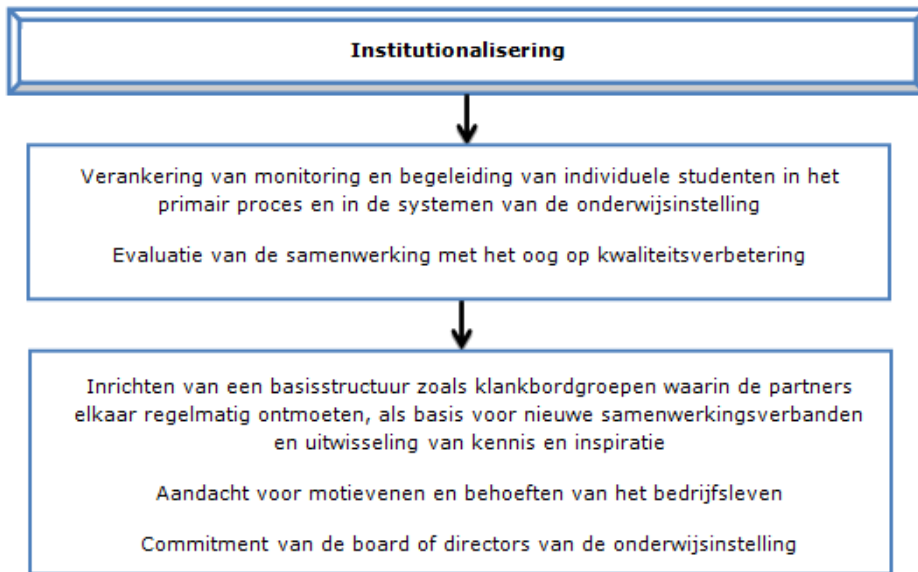 Institutionalisering
Verankering van monitoring en begeleiding van individuele studenten in het
primair proces en in de systemen van de onderwijsinstelling
Evaluatie van de samenwerking met het oog op kwaliteitsverbetering
Inrichten van een basisstructuur zoals klankbordgroepen waarin de partners
elkaar regelmatig ontmoeten, als basis voor nieuwe samenwerkingsverbanden
en uitwisseling van kennis en inspiratie
Aandacht voor motievenen en behoeften van het bedrijfsleven
Commitment van de board of directors van de onderwijsinstelling